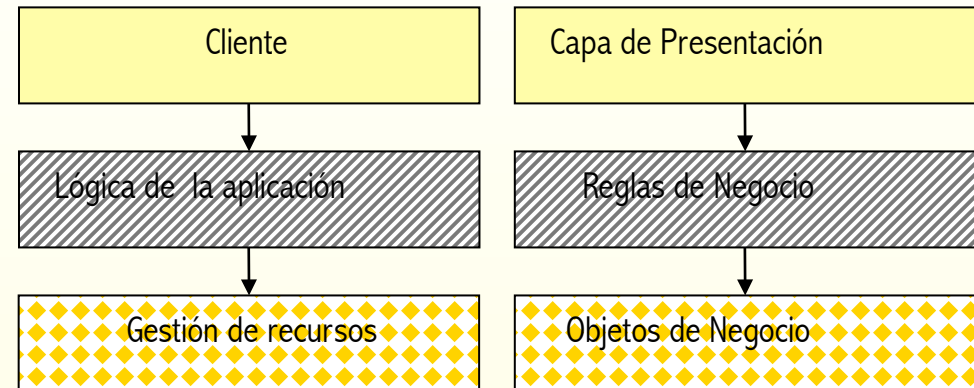 Cliente
Capa de Presentación
Lógica de la aplicación
Reglas de Negocio
Gestión de recursos
Objetos de Negocio